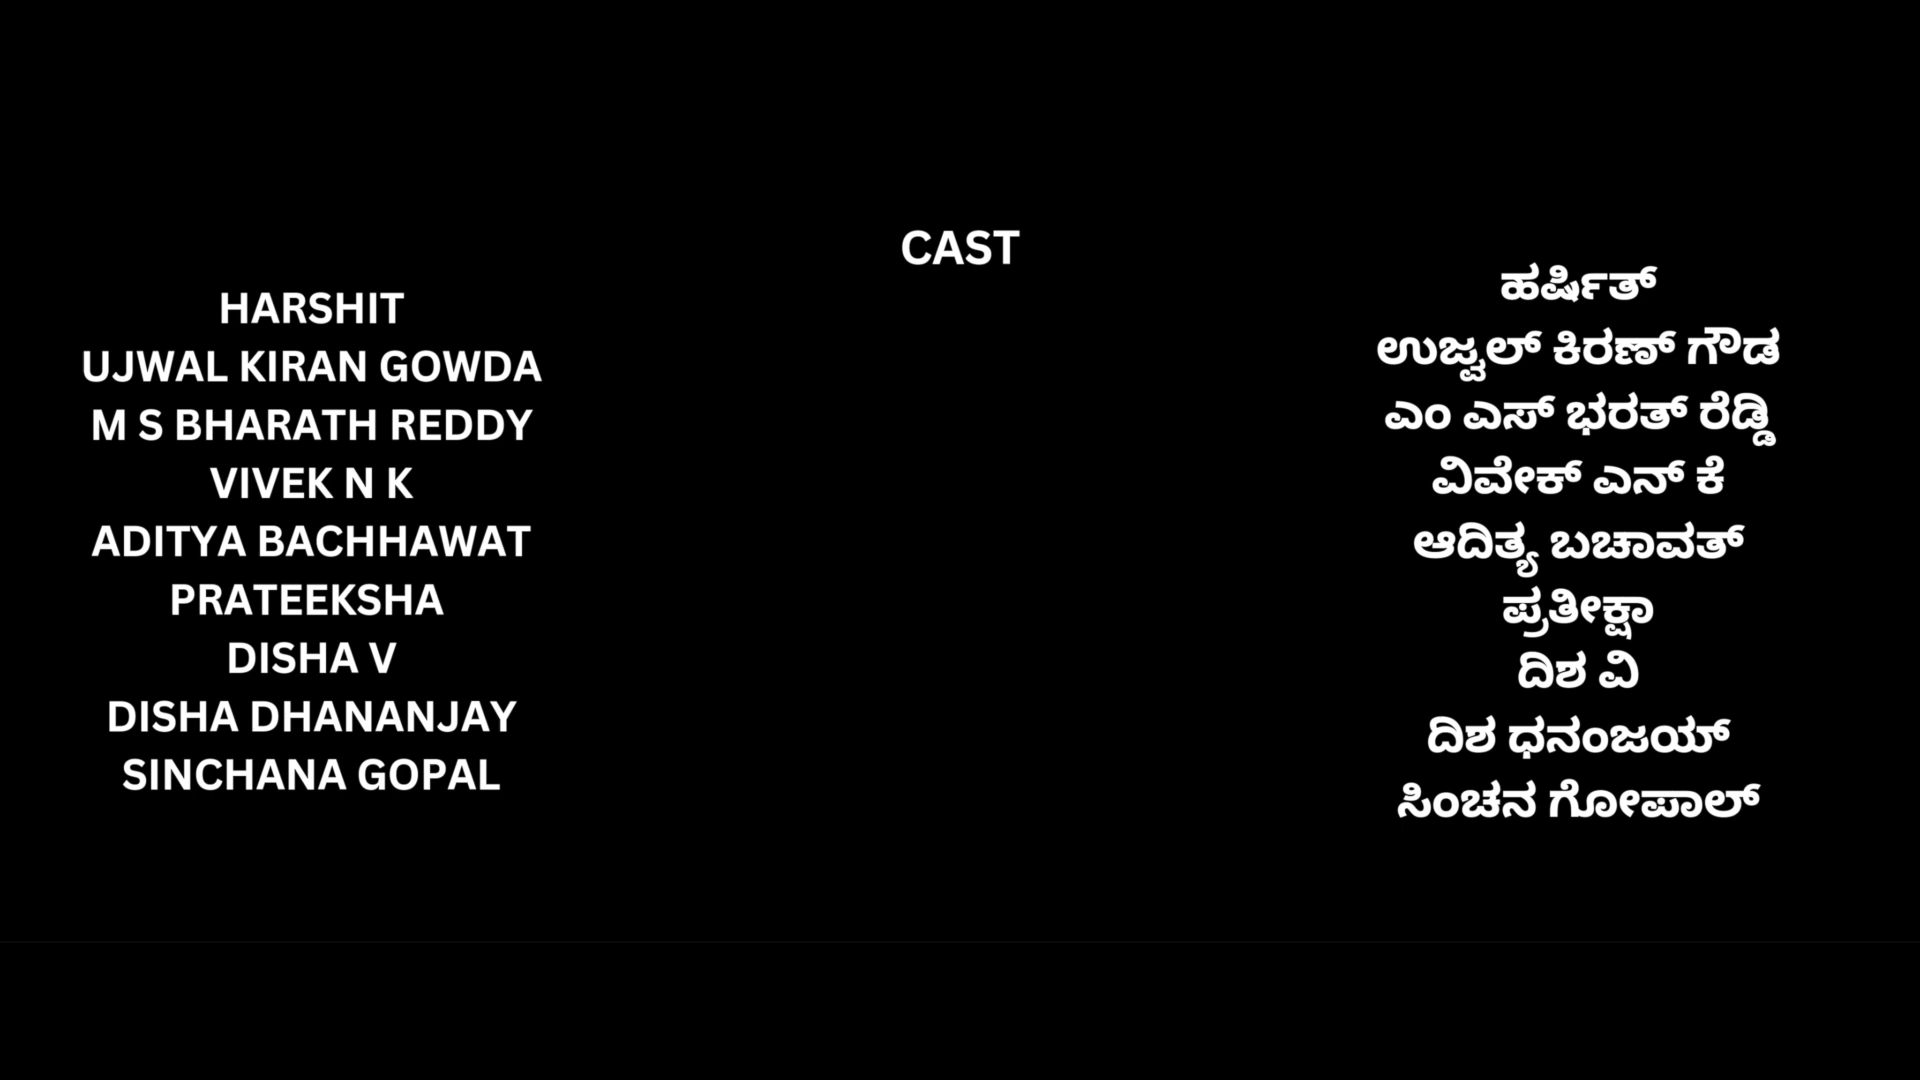 CAST
HARSHIT
UJWAL KIRAN GOWDA
M S BHARATH REDDY
VIVEK N K
ADITYA BACHHAWAT
PRATEEKSHA
DISHA V
DISHA DHANANJAY
SINCHANA GOPAL
ಹರ್ಷಿತ್
ಉಜ್ವಲ್ ಕಿರಣ್ ಗೌಡ
ಎಂ ಎಸ್ ಭರತ್ ರೆಡ್ಡಿ
ವಿವೇಕ್ ಎನ್ ಕೆ
ಆದಿತ್ಯ ಬಚಾವತ್
ಪ್ರತೀಕ್ಷಾ
ದಿಶ ವಿ
ದಿಶ ಧನಂಜಯ್
ಸಿಂಚನ ಗೋಪಾಲ್